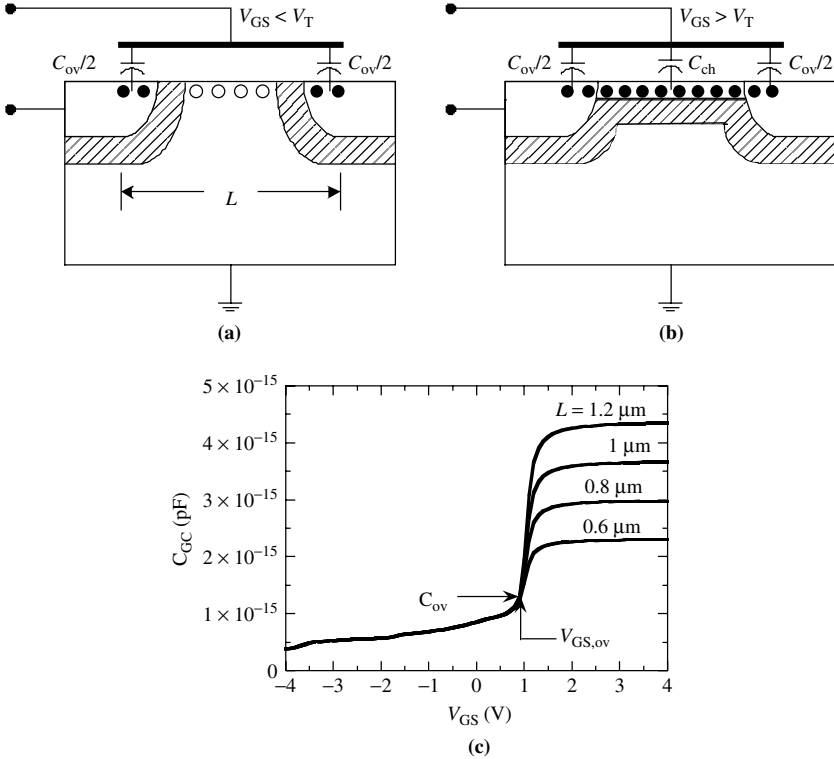 V_GS < V_T
C_ov/2 C_ov/2
L
(a)
V_GS > V_T
C_ov/2 C_ch C_ov/2
(b)
5 × 10⁻¹⁵
4 × 10⁻¹⁵
3 × 10⁻¹⁵
2 × 10⁻¹⁵
1 × 10⁻¹⁵
0
C_GC (pF)
L = 1.2 µm
1 µm
0.8 µm
0.6 µm
C_ov
V_GS,ov
−4 −3 −2 −1 0 1 2 3 4
V_GS (V)
(c)